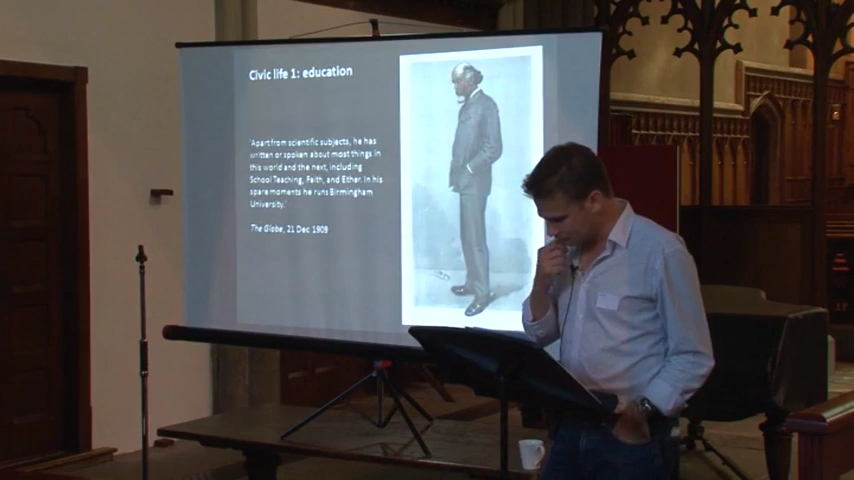 Civic life 1: education
'Apart from scientific subjects, he has
written or spoken about most things in
this world and the next, including
School Teaching, Faith, and Ether. In his
spare moments he runs Birmingham
University.'
The Globe, 21 Dec 1909